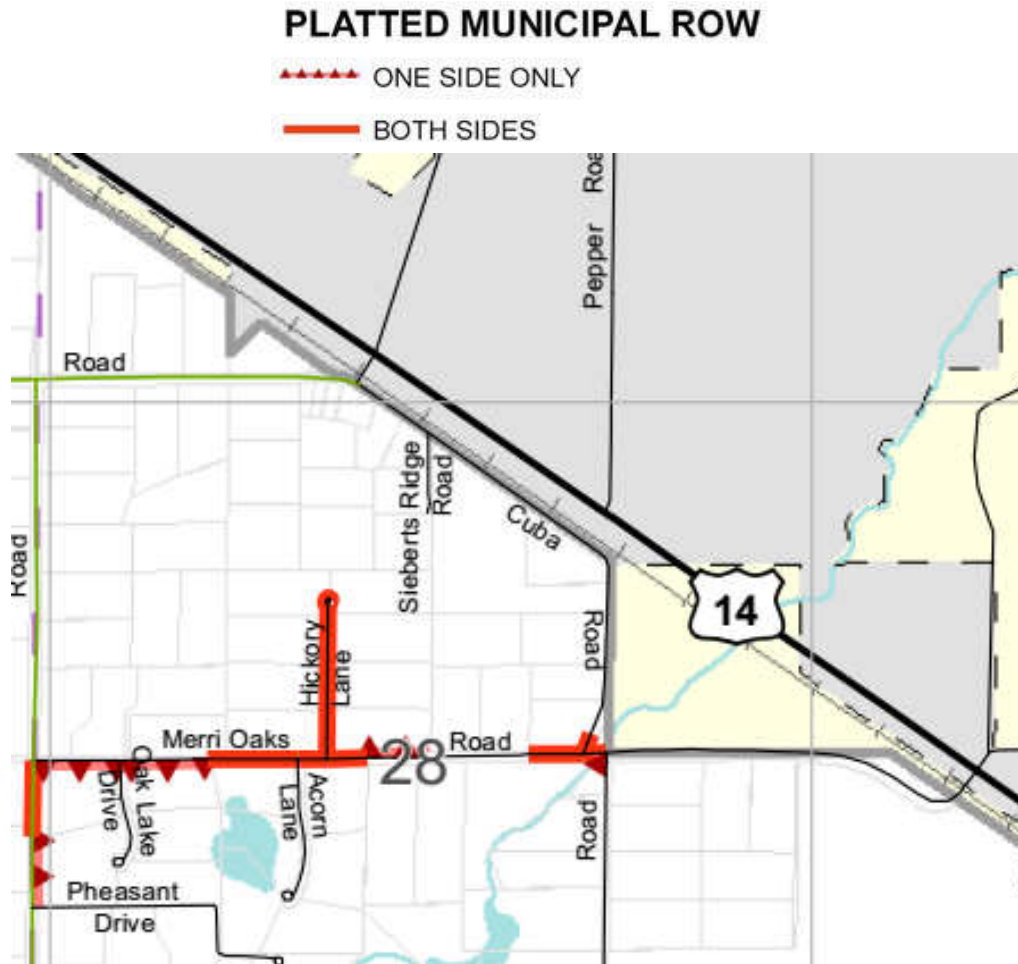 PLATTED MUNICIPAL ROW
ONE SIDE ONLY
BOTH SIDES
Pepper Roa
Road
Road
Sieberts Ridge
Road
Cuba
14
Hickory
Lane
Road
Merri Oaks
Road
28
Oak Lake
Drive
Acorn
Lane
Road
Pheasant
Drive